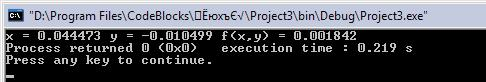 "D:\Program Files\CodeBlocks\ЁюхъЄ√\Project3\bin\Debug\Project3.exe"
x = 0.044473 y = -0.010499 f(x,y) = 0.001842
Process returned 0 (0x0)   execution time : 0.219 s
Press any key to continue.